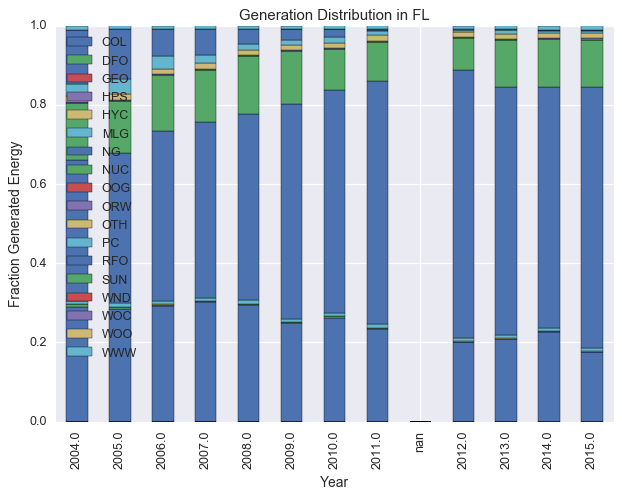 Generation Distribution in FL
Fraction Generated Energy
1.0
0.8
0.6
0.4
0.2
0.0
COL
DFO
GEO
HPS
HYC
MLG
NG
NUC
OOG
ORW
OTH
PC
RFO
SUN
WND
WOC
WOO
WWW
2004.0
2005.0
2006.0
2007.0
2008.0
2009.0
2010.0
2011.0
nan
2012.0
2013.0
2014.0
2015.0
Year